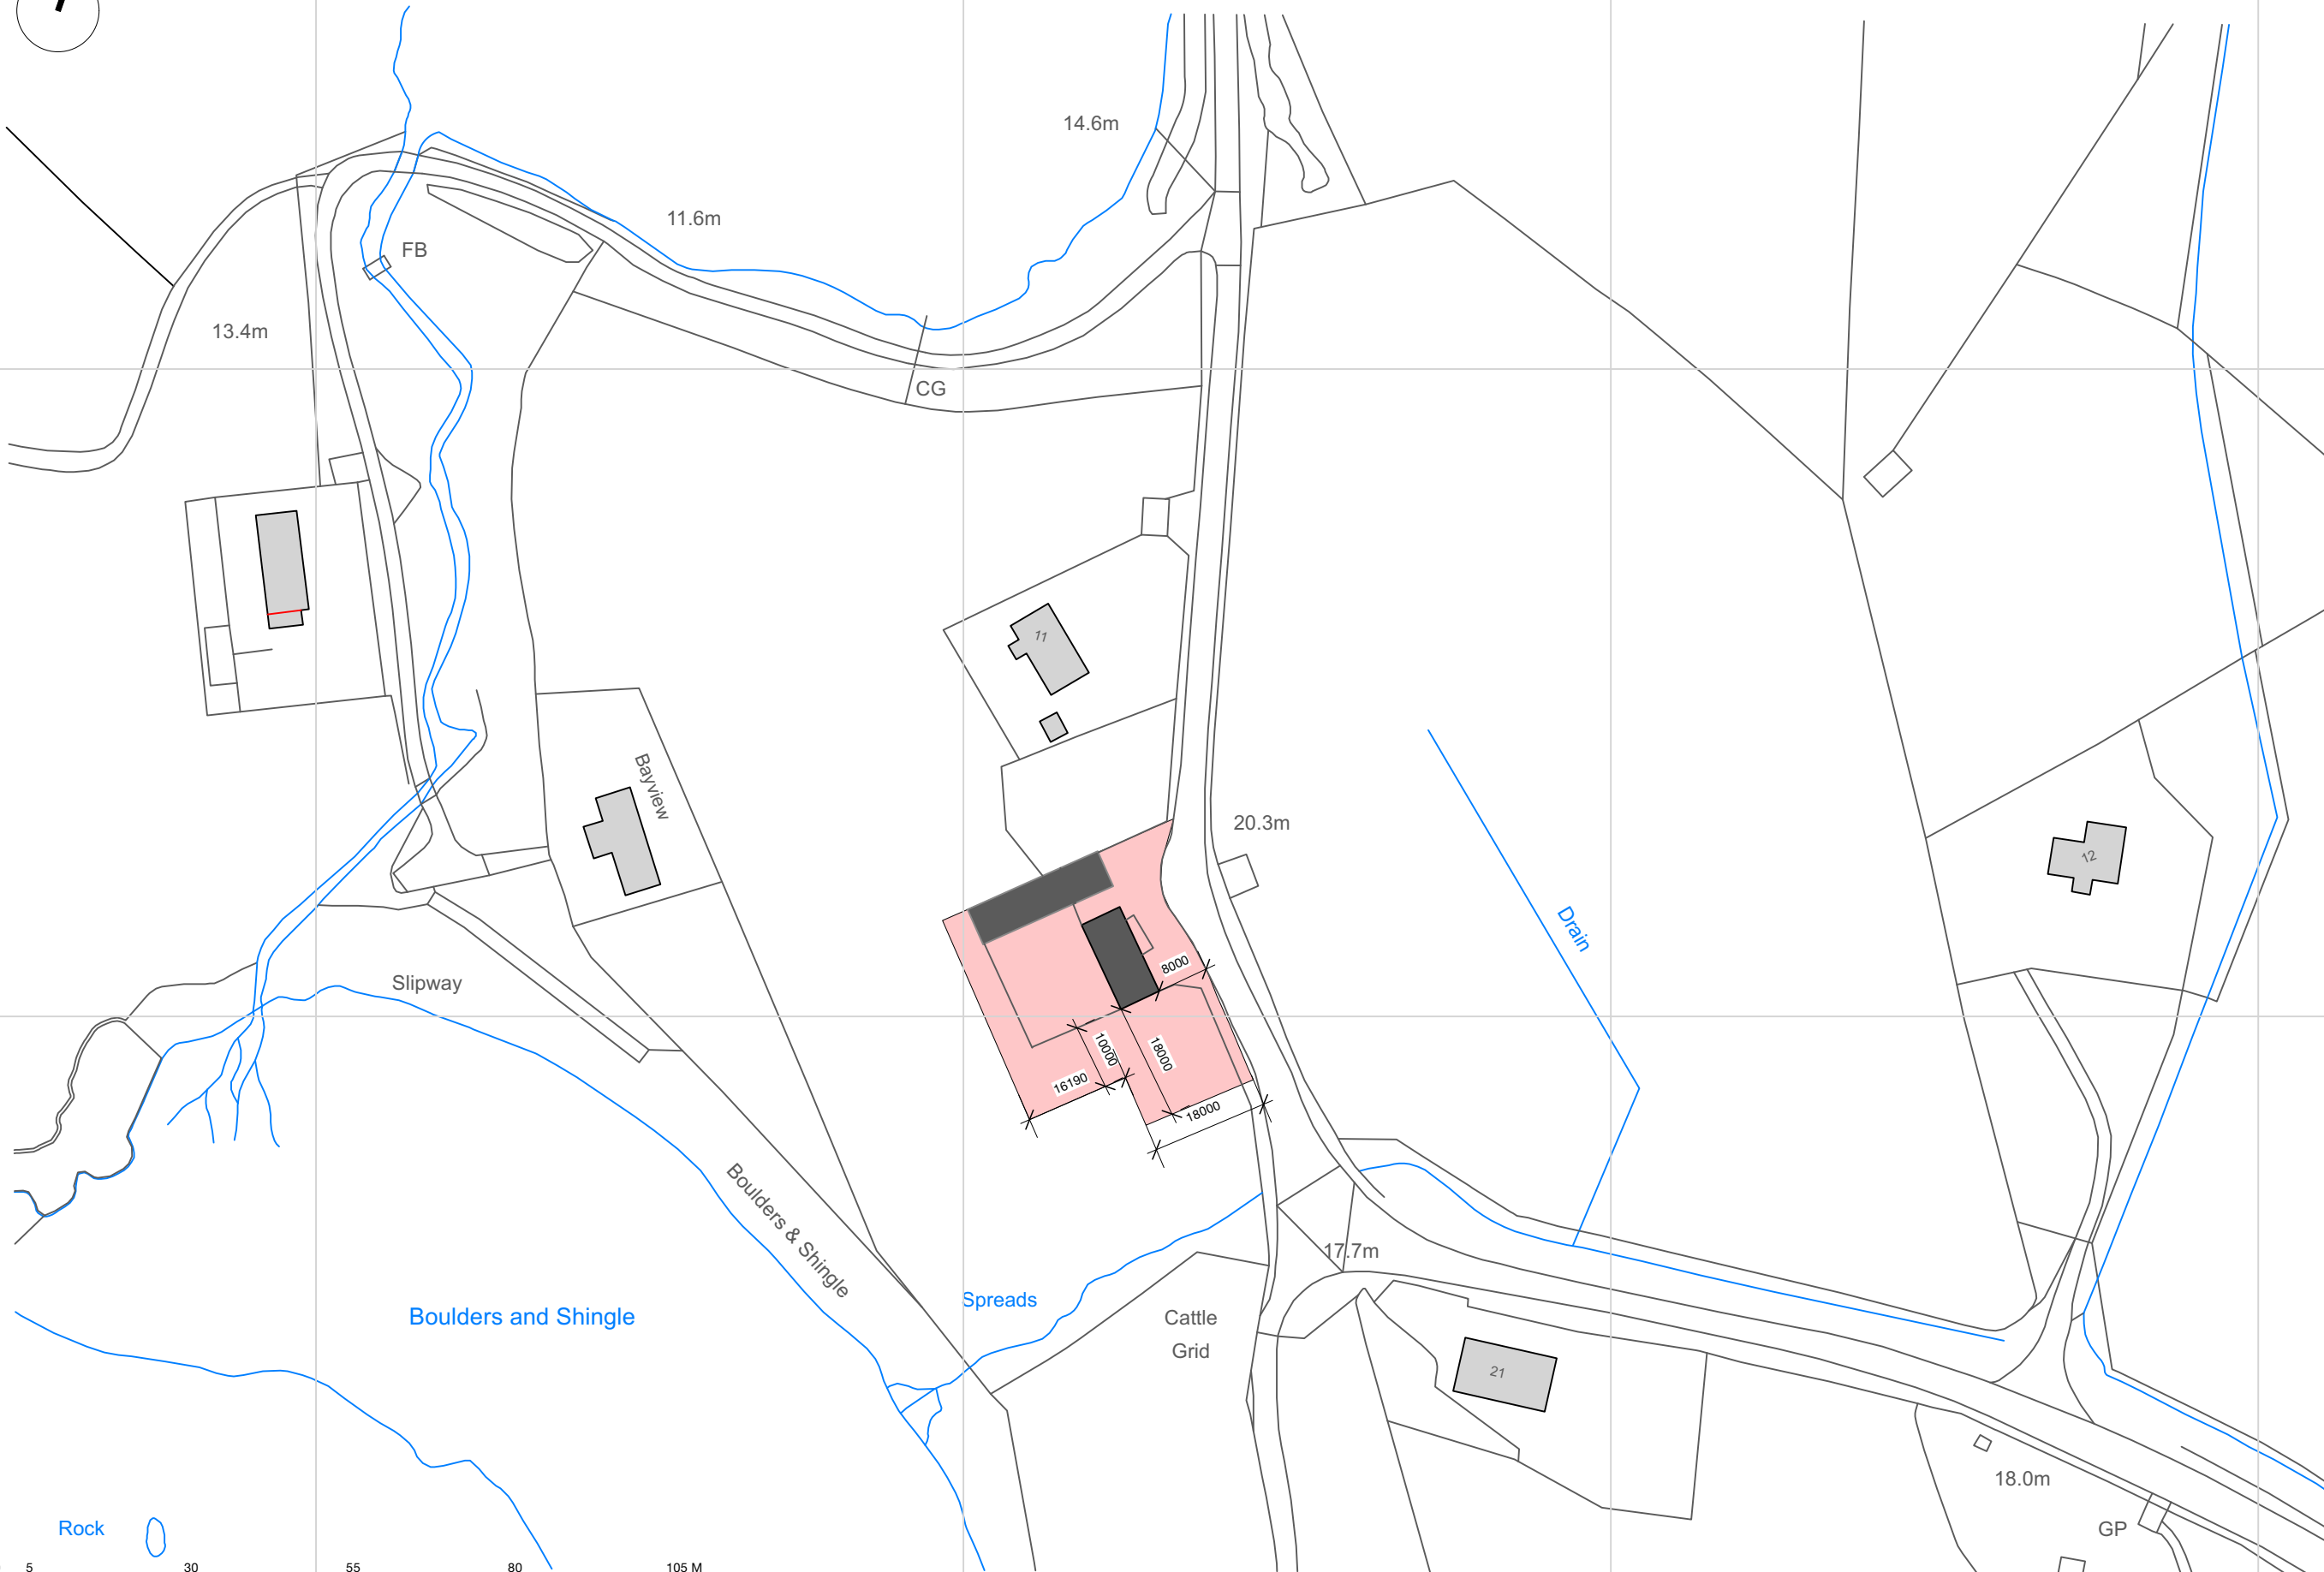 14.6m
11.6m
FB
13.4m
CG
11
Bayview
20.3m
12
Drain
8000
Slipway
10000
18000
16190
18000
Boulders & Shingle
17.7m
Spreads
Boulders and Shingle
Cattle
Grid
21
18.0m
Rock
GP
5 30 55 80 105 M